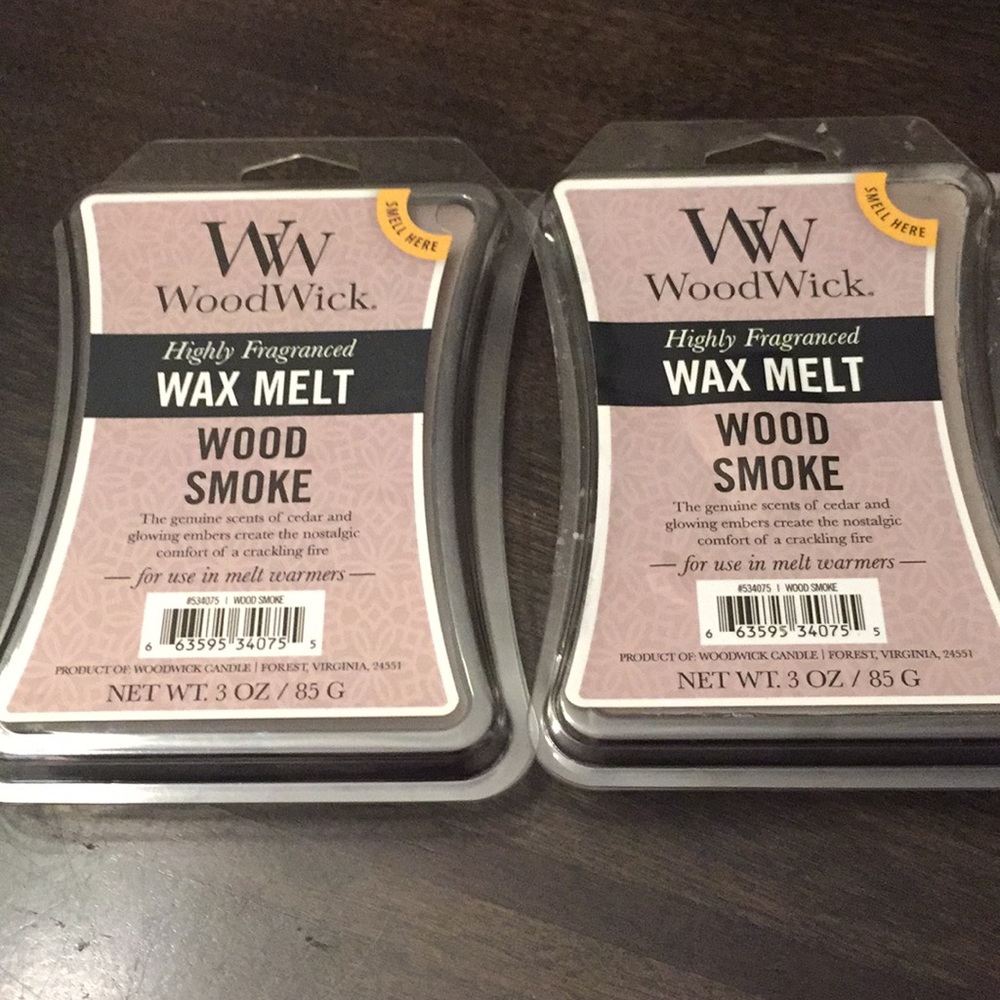 SMELL HERE
WW
WoodWick.
Highly Fragranced
WAX MELT
WOOD
SMOKE
The genuine scents of cedar and
glowing embers create the nostalgic
comfort of a crackling fire
— for use in melt warmers —
#534075 | WOOD SMOKE
6 63595 34075 5
PRODUCT OF: WOODWICK CANDLE | FOREST, VIRGINIA, 24551
NET WT. 3 OZ / 85 G
SMELL HERE
WW
WoodWick.
Highly Fragranced
WAX MELT
WOOD
SMOKE
The genuine scents of cedar and
glowing embers create the nostalgic
comfort of a crackling fire
— for use in melt warmers —
#534075 | WOOD SMOKE
6 63595 34075 5
PRODUCT OF: WOODWICK CANDLE | FOREST, VIRGINIA, 24551
NET WT. 3 OZ / 85 G